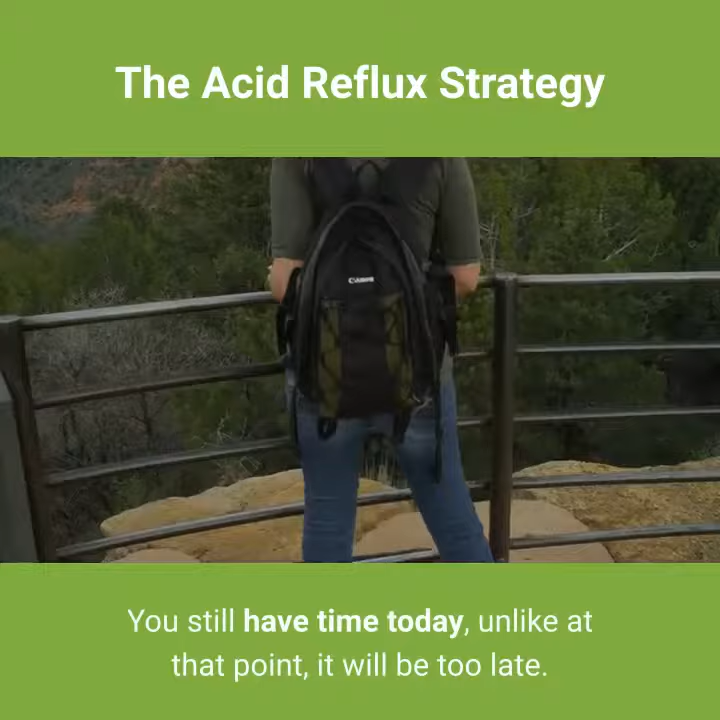 The Acid Reflux Strategy
Canon
You still have time today, unlike at
that point, it will be too late.